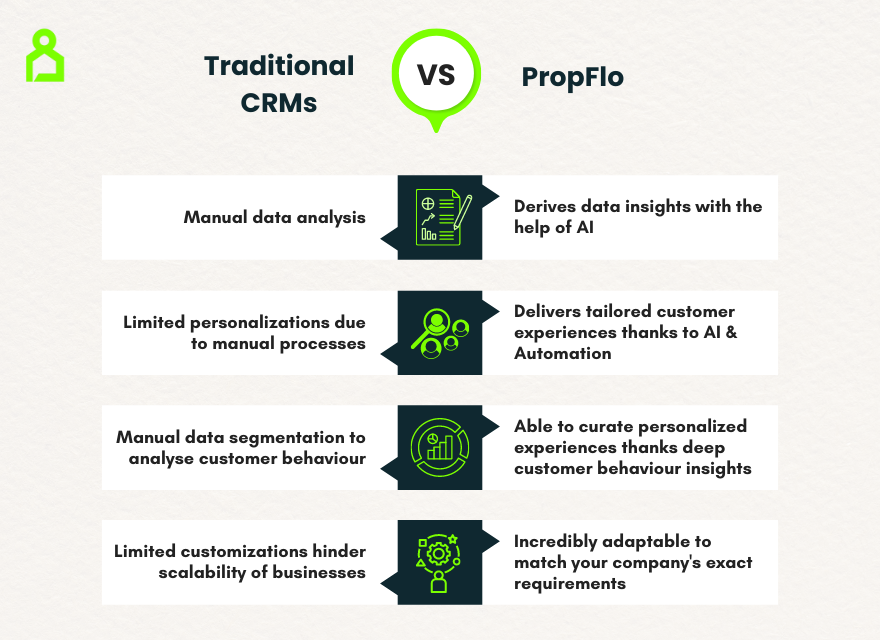 Traditional
CRMs
VS
PropFlo
Manual data analysis
Derives data insights with the
help of AI
Limited personalizations due
to manual processes
Delivers tailored customer
experiences thanks to AI &
Automation
Manual data segmentation to
analyse customer behaviour
Able to curate personalized
experiences thanks deep
customer behaviour insights
Limited customizations hinder
scalability of businesses
Incredibly adaptable to
match your company's exact
requirements